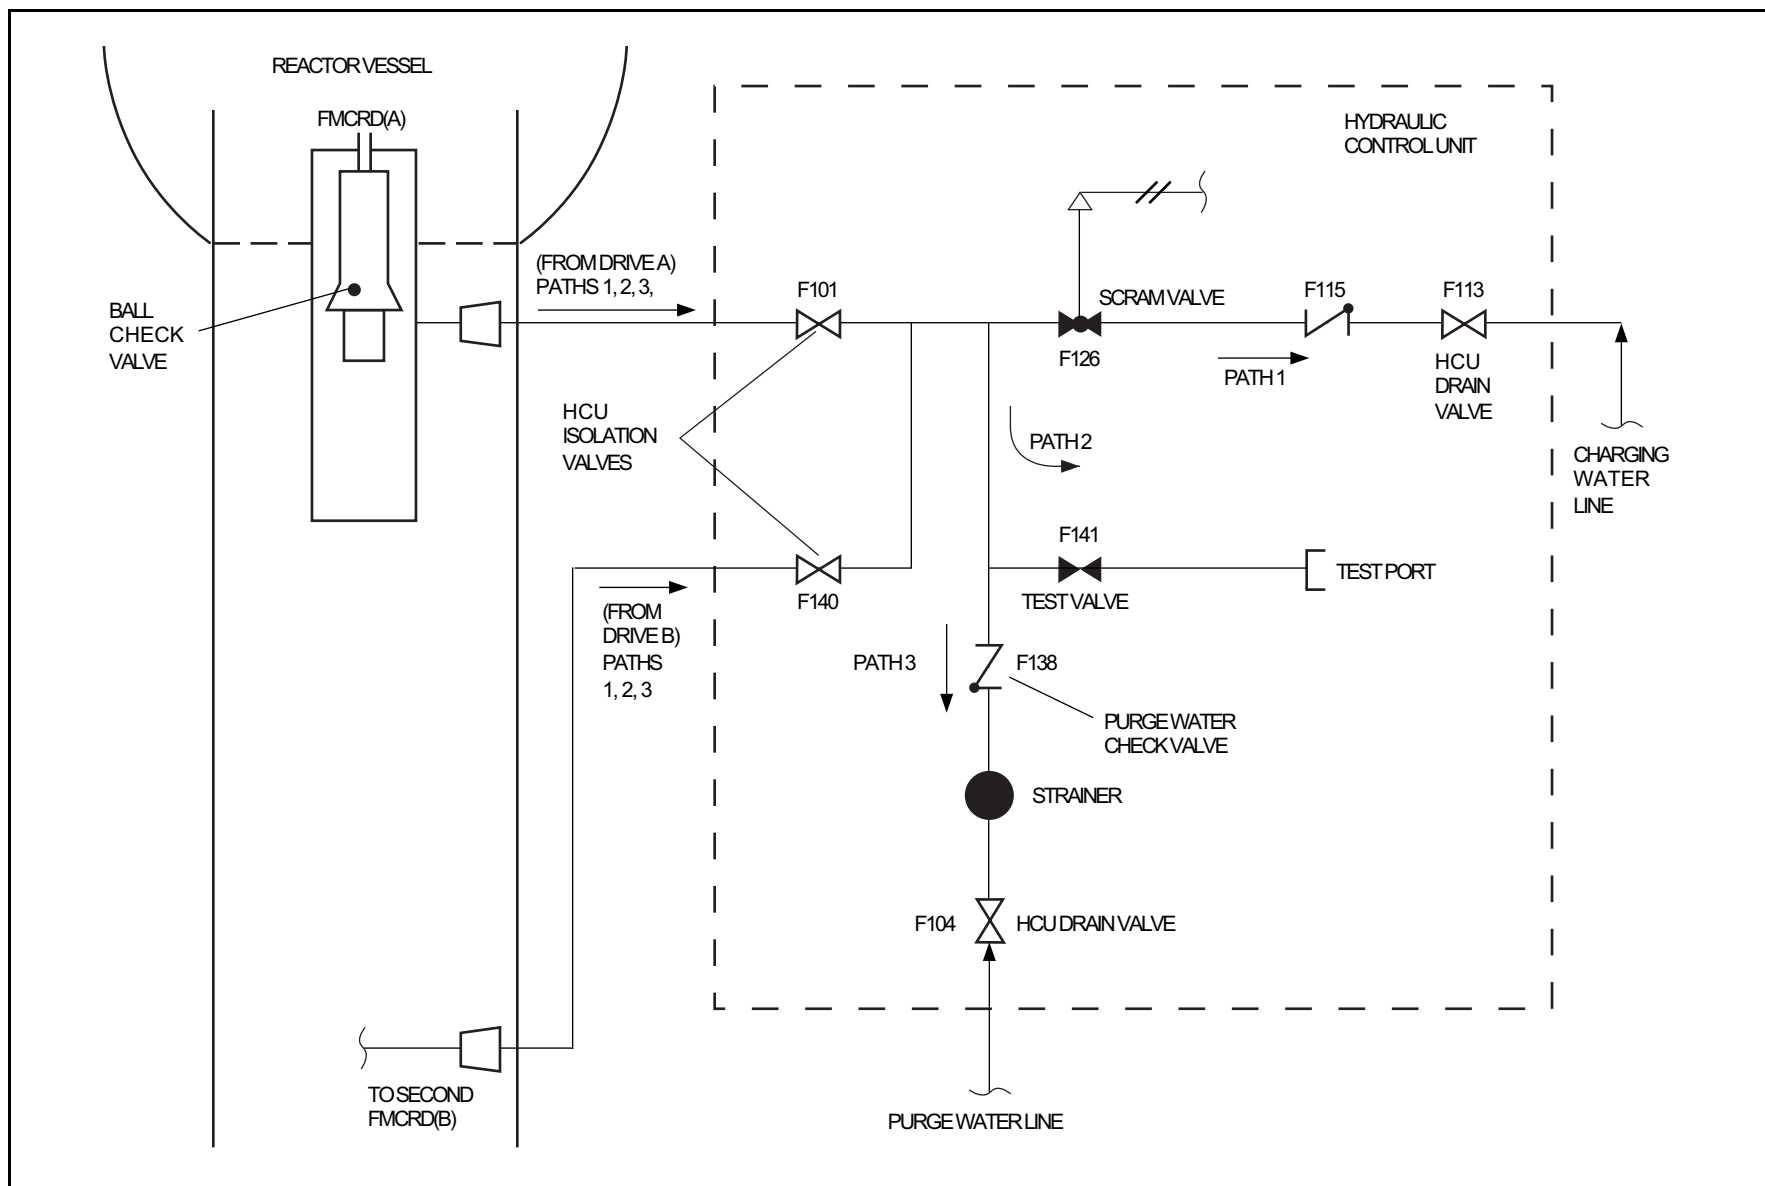 REACTOR VESSEL
FMCRD(A)
HYDRAULIC
CONTROL UNIT
(FROM DRIVE A)
PATHS 1, 2, 3,
F101
SCRAM VALVE
F115
F113
BALL
CHECK
VALVE
F126
PATH 1
HCU
DRAIN
VALVE
HCU
ISOLATION
VALVES
PATH 2
CHARGING
WATER
LINE
F141
TEST PORT
F140
TEST VALVE
(FROM
DRIVE B)
PATHS
1, 2, 3
PATH 3
F138
PURGE WATER
CHECK VALVE
STRAINER
F104
HCU DRAIN VALVE
TO SECOND
FMCRD(B)
PURGE WATER LINE